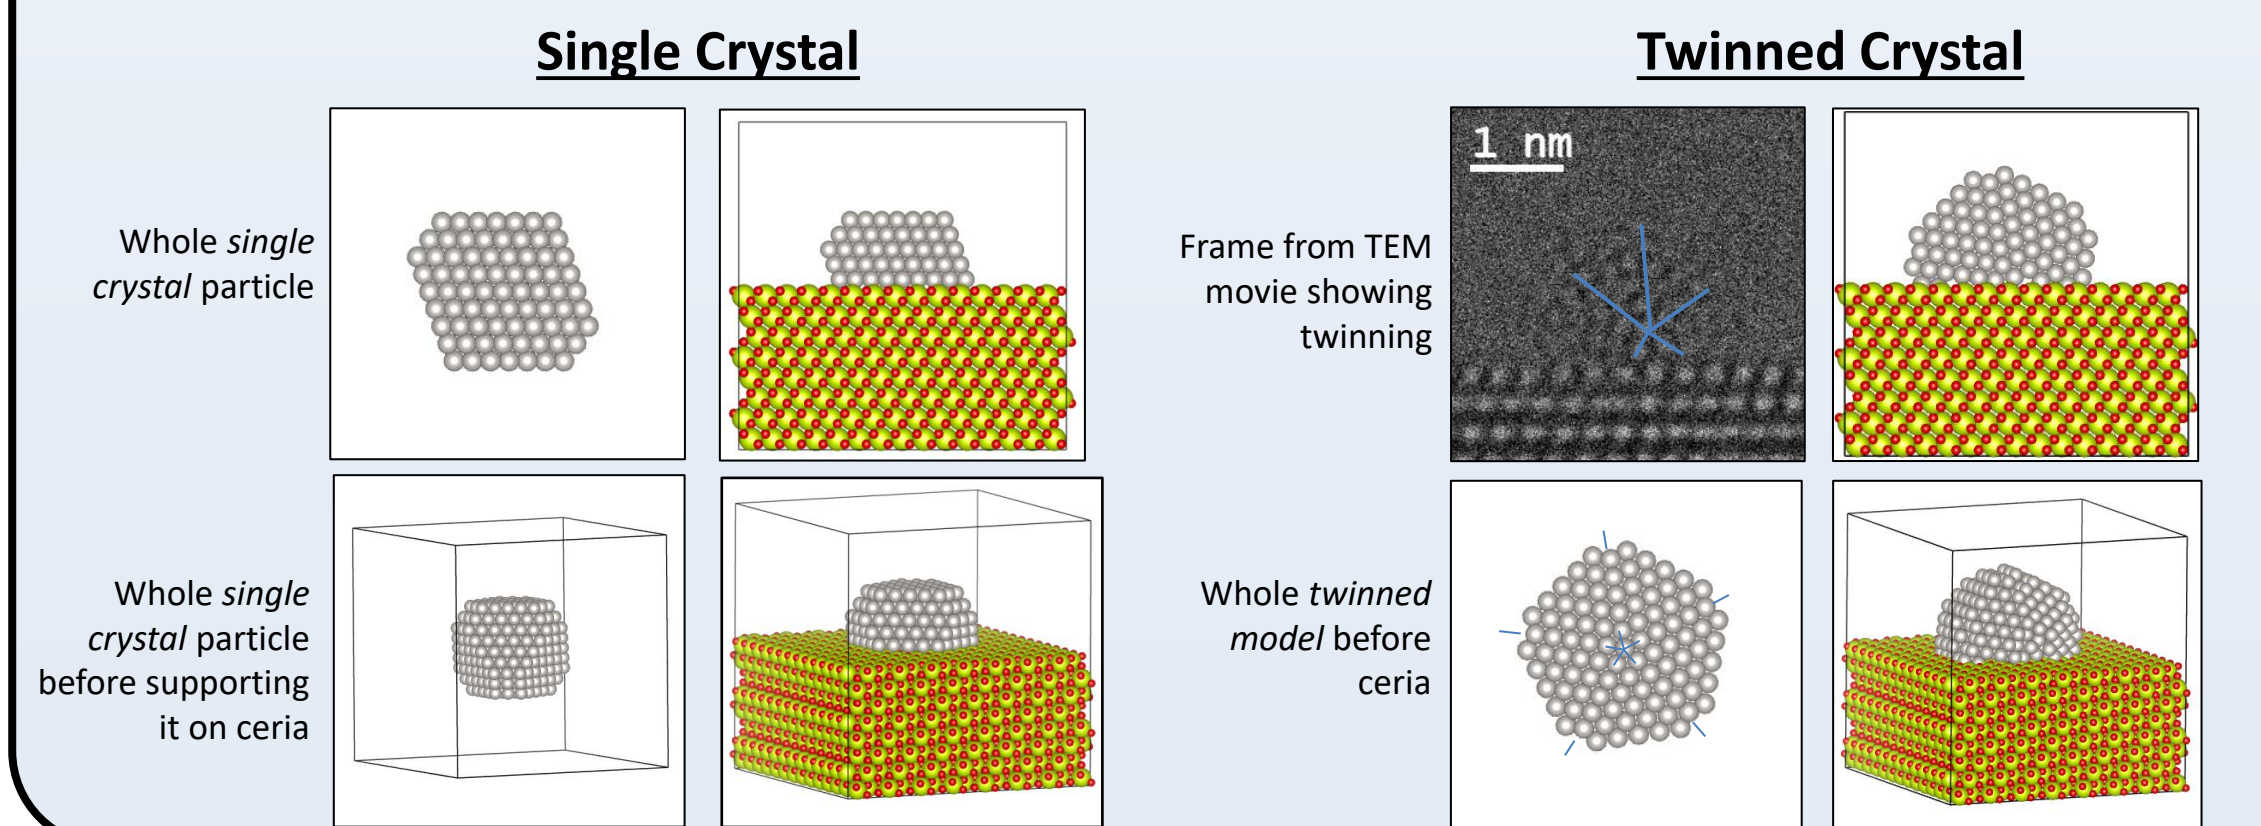 Single Crystal
Twinned Crystal
Whole single
crystal particle
1 nm
Frame from TEM
movie showing
twinning
Whole single
crystal particle
before supporting
it on ceria
Whole twinned
model before
ceria